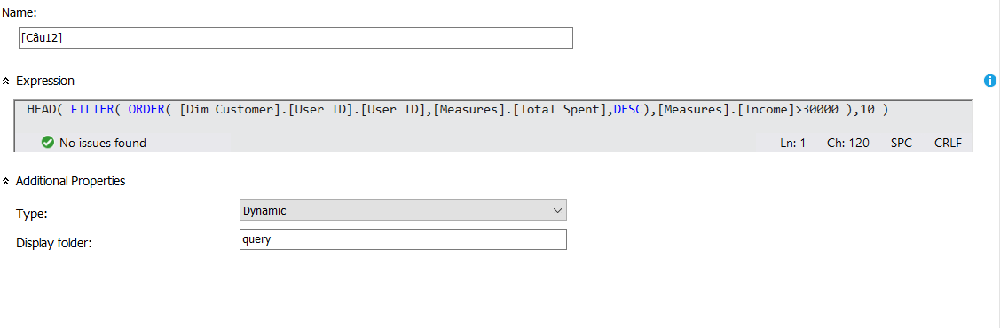 Name:
[Câu12]
Expression
HEAD( FILTER( ORDER( [Dim Customer].[User ID].[User ID],[Measures].[Total Spent],DESC),[Measures].[Income]>30000 ),10 )
No issues found Ln: 1 Ch: 120 SPC CRLF
Additional Properties
Type: Dynamic
Display folder: query